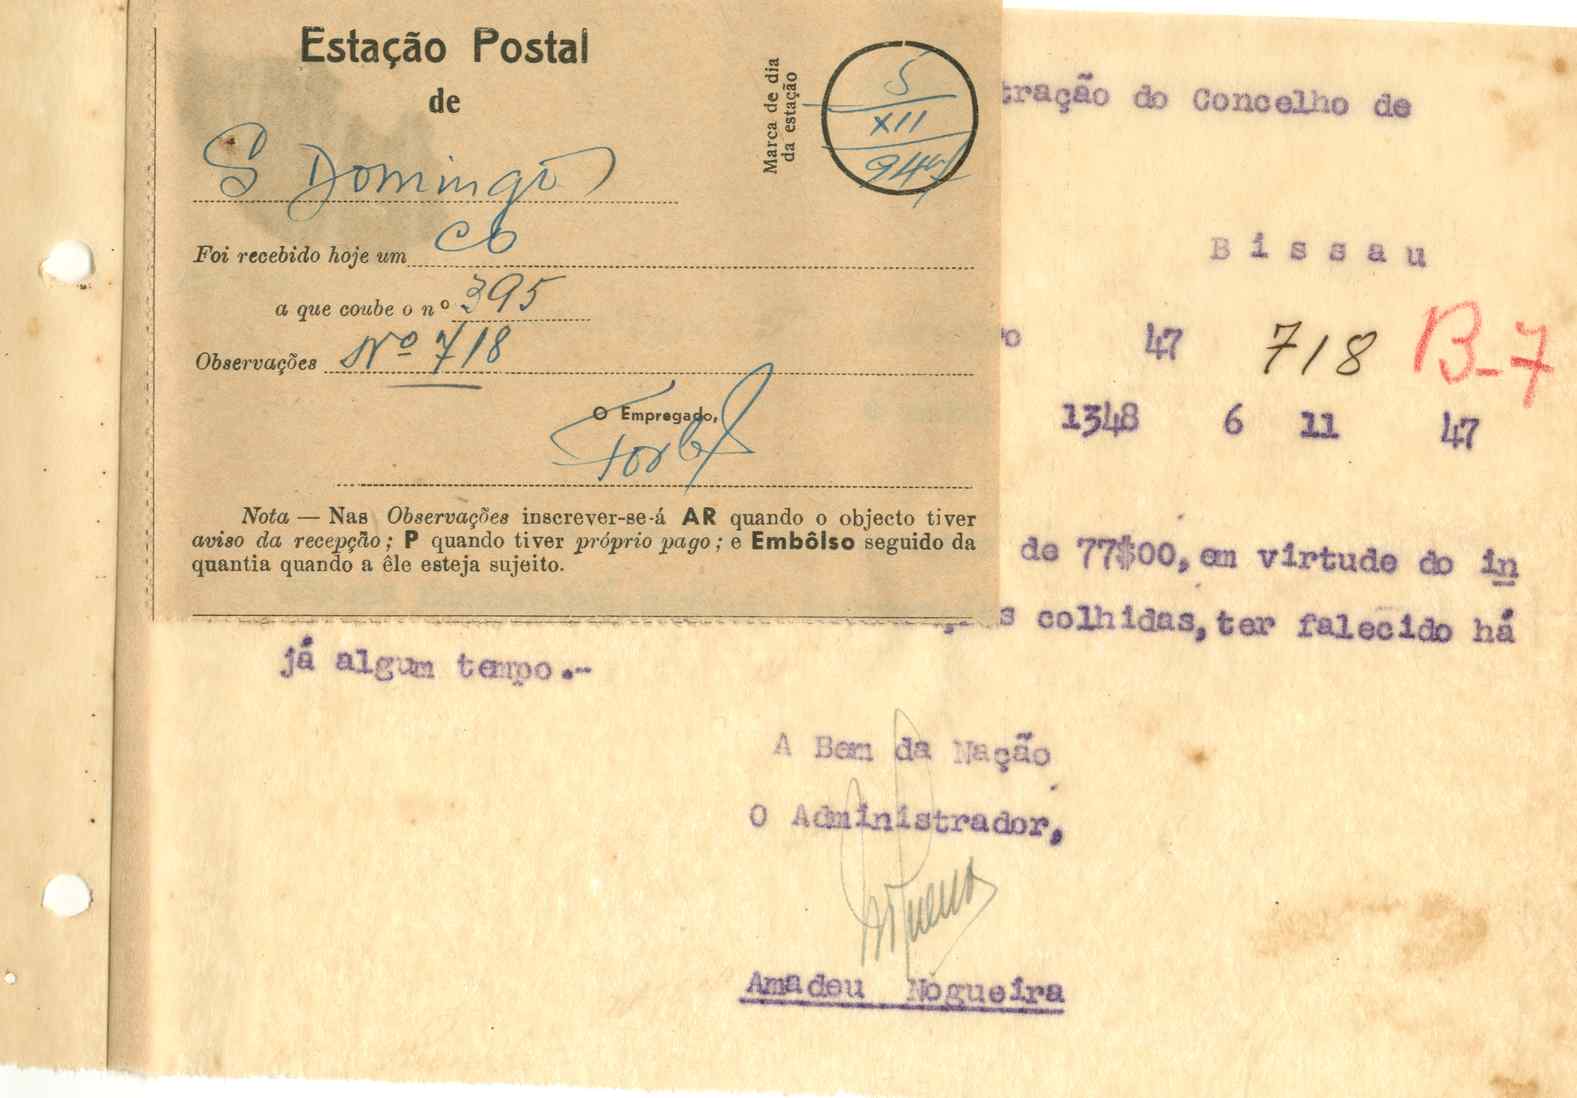 Estação Postal
de
S Domingos
Marca de dia
da estação
5
XII
947
Foi recebido hoje um
a que coube o nº 395
Observações Nº 718
O Empregado,
Nota — Nas Observações inscrever-se-á AR quando o objecto tiver
aviso da recepção; P quando tiver próprio pago; e Embôlso seguido da
quantia quando a êle esteja sujeito.
tração do Concelho de
B i s s a u
ro 47 718 B-7
1348 6 11 47
de 77$00, em virtude do in
s colhidas, ter falecido há
já algum tempo.-
A Bem da Nação
O Administrador,
Amadeu Nogueira